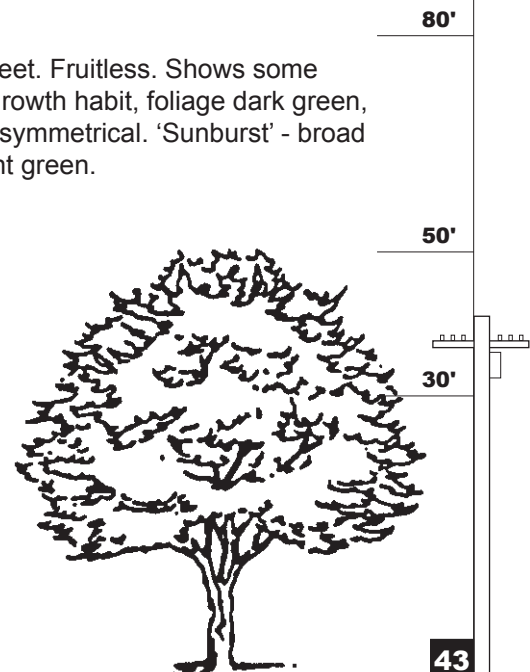 80'
eet. Fruitless. Shows some
rowth habit, foliage dark green,
symmetrical. ‘Sunburst’ - broad
nt green.
50'
30'
43